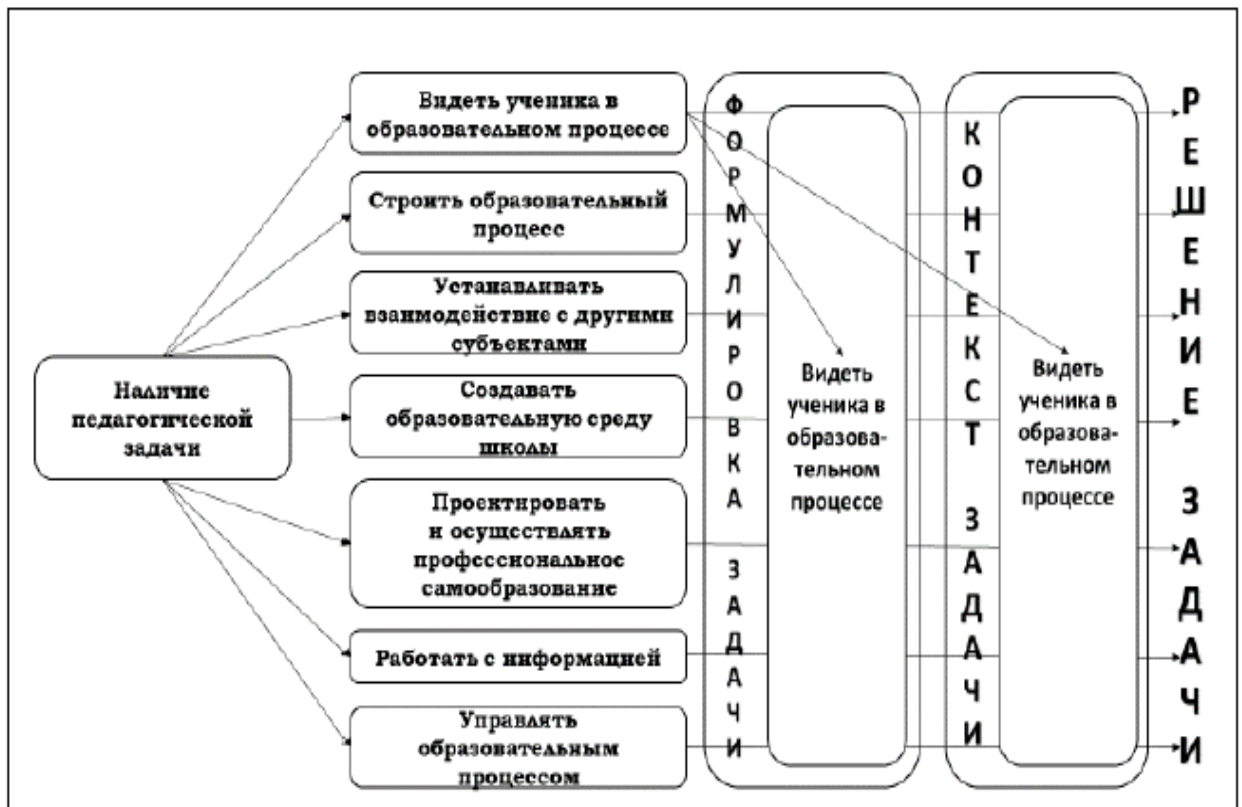 Наличие
педагогической
задачи
Видеть ученика в
образовательном процессе
Строить образовательный
процесс
Устанавливать
взаимодействие с другими
субъектами
Создавать
образовательную среду
школы
Проектировать
и осуществлять
профессиональное
самообразование
Работать с информацией
Управлять
образовательным
процессом
ФОРМУЛИРОВКА ЗАДАЧИ
Видеть
ученика в
образова-
тельном
процессе
КОНТЕКСТ ЗАДАЧИ
Видеть
ученика в
образова-
тельном
процессе
РЕШЕНИЕ ЗАДАЧИ